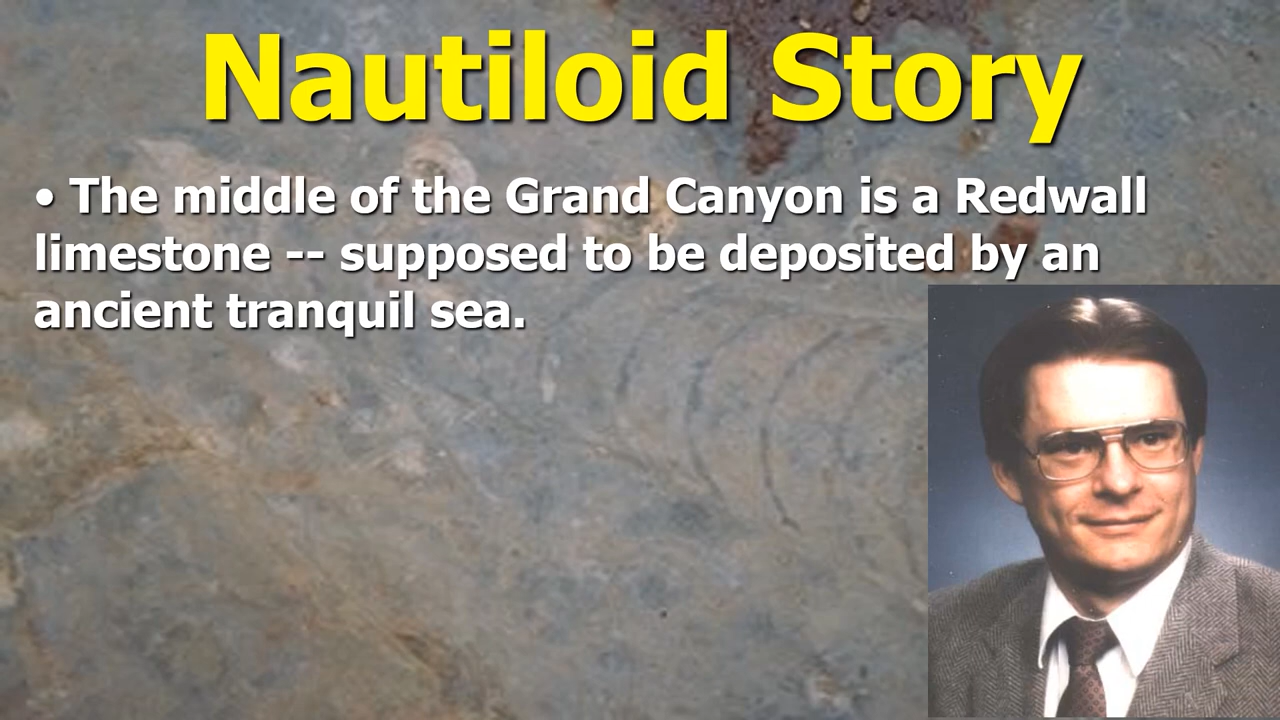 Nautiloid Story
• The middle of the Grand Canyon is a Redwall
limestone -- supposed to be deposited by an
ancient tranquil sea.